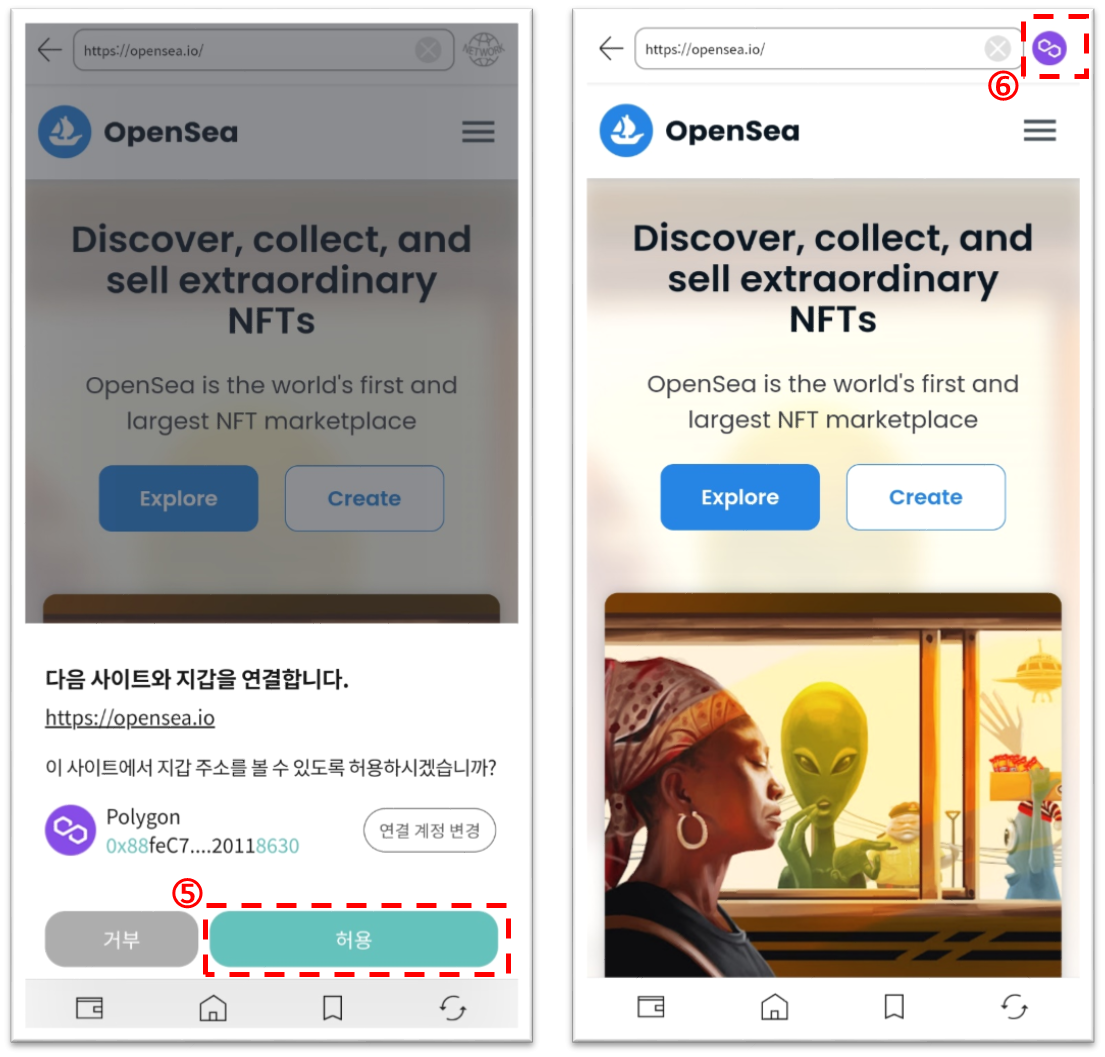 https://opensea.io/
NETWORK
OpenSea
Discover, collect, and
sell extraordinary
NFTs
OpenSea is the world's first and
largest NFT marketplace
Explore
Create
다음 사이트와 지갑을 연결합니다.
https://opensea.io
이 사이트에서 지갑 주소를 볼 수 있도록 허용하시겠습니까?
Polygon
0x88feC7....20118630
연결 계정 변경
⑤
거부
허용
https://opensea.io/
⑥
OpenSea
Discover, collect, and
sell extraordinary
NFTs
OpenSea is the world's first and
largest NFT marketplace
Explore
Create